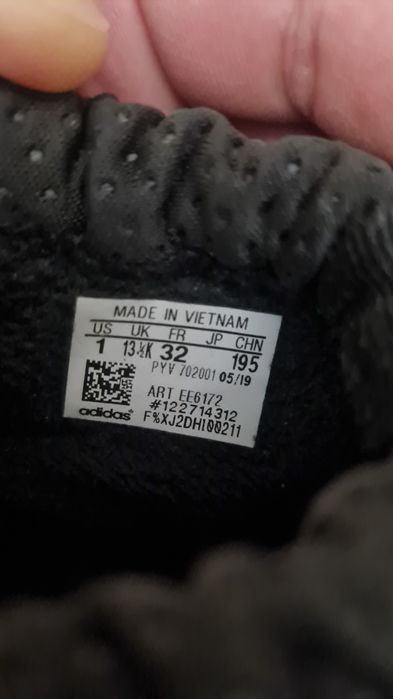 MADE IN VIETNAM
US UK FR JP CHN
1 13½K 32 195
PYV 702001 05/19
ART EE6172
#122714312
adidas F%XJ2DHI00211